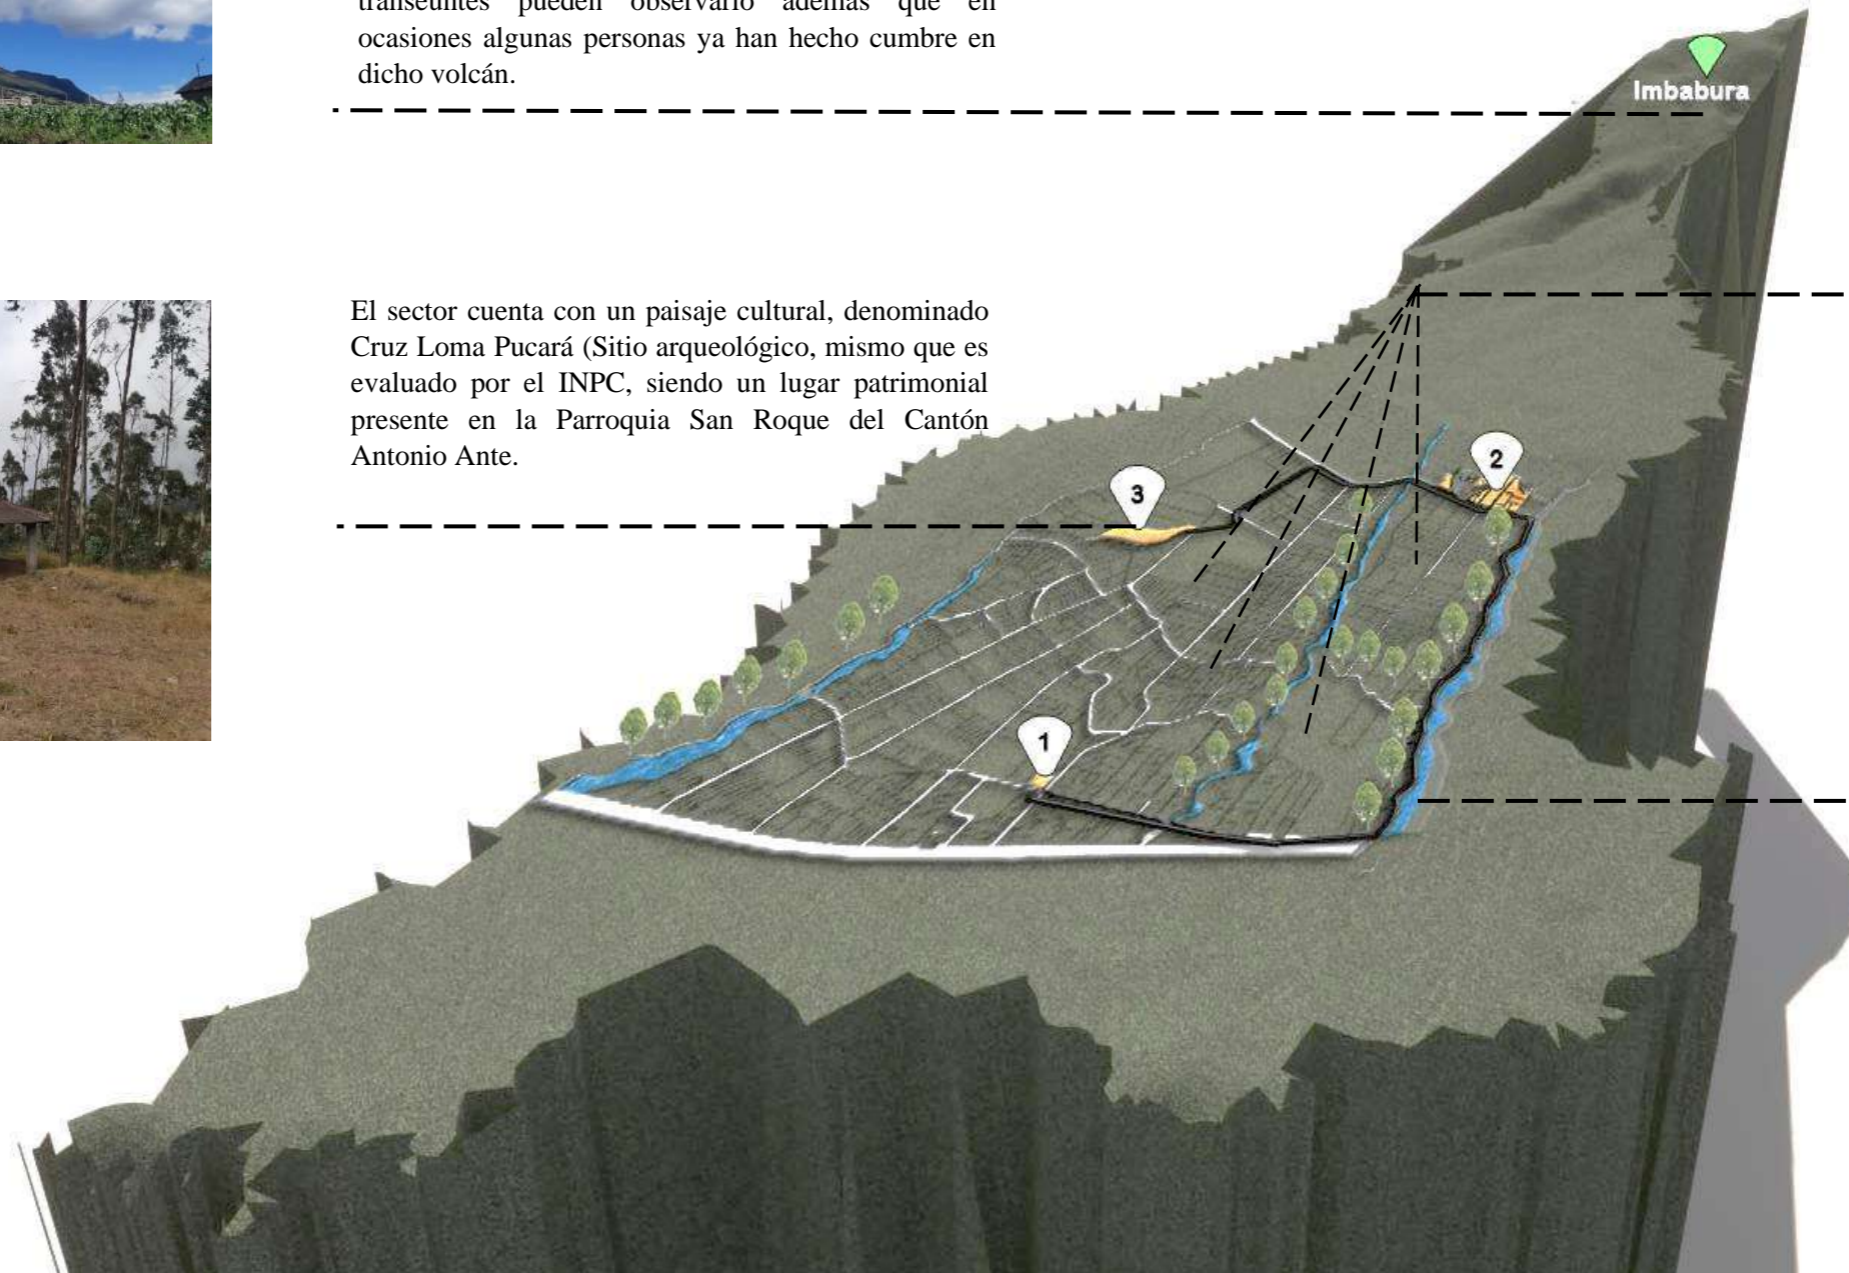 transeúntes pueden observarlo además que en
ocasiones algunas personas ya han hecho cumbre en
dicho volcán.
Imbabura
El sector cuenta con un paisaje cultural, denominado
Cruz Loma Pucará (Sitio arqueológico, mismo que es
evaluado por el INPC, siendo un lugar patrimonial
presente en la Parroquia San Roque del Cantón
Antonio Ante.
2
3
1